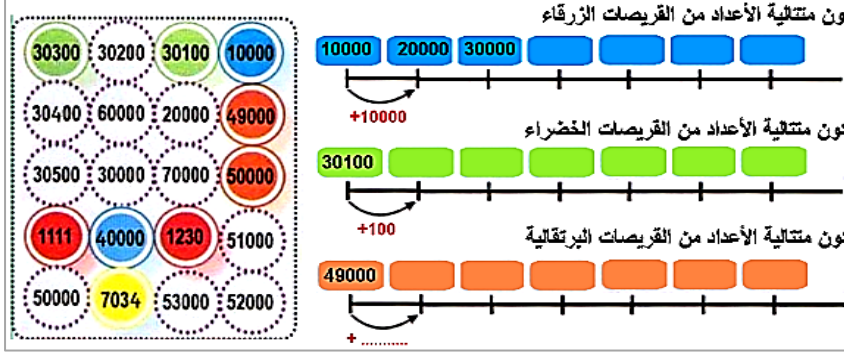 ون متتالية الأعداد من القريصات الزرقاء
10000 20000 30000
+10000
ون متتالية الأعداد من القريصات الخضراء
30100
+100
ون متتالية الأعداد من القريصات البرتقالية
49000
+ ...........
30300 30200 30100 10000
30400 60000 20000 49000
30500 30000 70000 50000
1111 40000 1230 51000
50000 7034 53000 52000